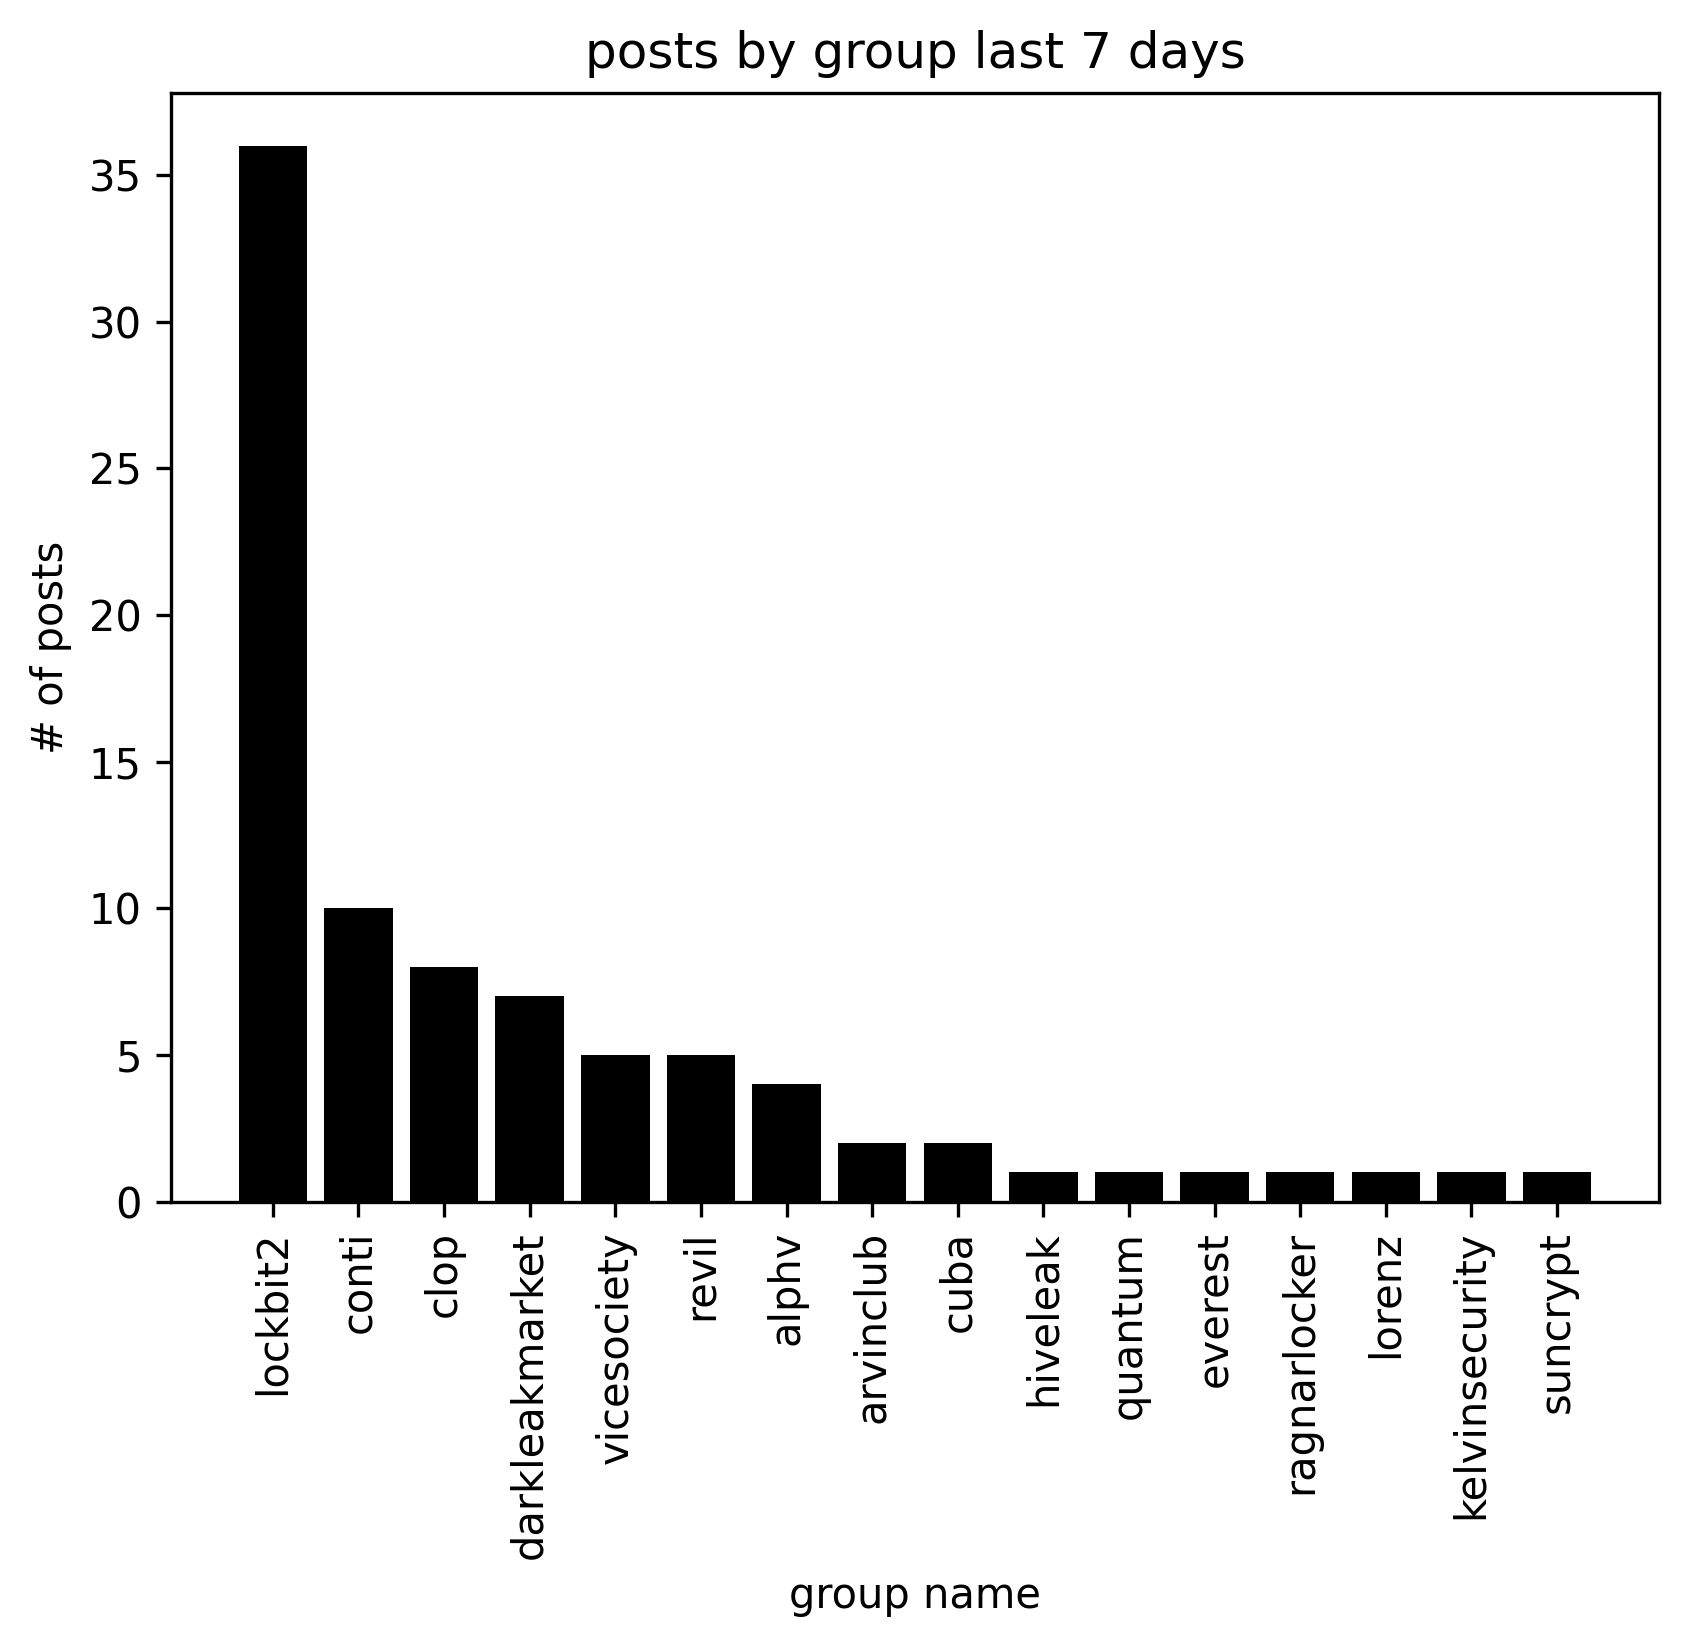 posts by group last 7 days
# of posts
35
30
25
20
15
10
5
0
lockbit2
conti
clop
darkleakmarket
vicesociety
revil
alphv
arvinclub
cuba
hiveleak
quantum
everest
ragnarlocker
lorenz
kelvinsecurity
suncrypt
group name